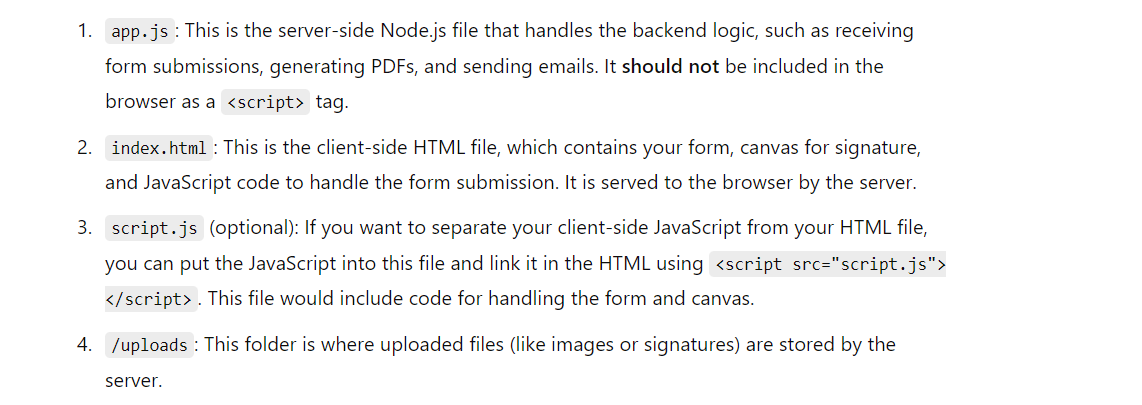 1. app.js : This is the server-side Node.js file that handles the backend logic, such as receiving
form submissions, generating PDFs, and sending emails. It should not be included in the
browser as a <script> tag.
2. index.html : This is the client-side HTML file, which contains your form, canvas for signature,
and JavaScript code to handle the form submission. It is served to the browser by the server.
3. script.js (optional): If you want to separate your client-side JavaScript from your HTML file,
you can put the JavaScript into this file and link it in the HTML using <script src="script.js">
</script> . This file would include code for handling the form and canvas.
4. /uploads : This folder is where uploaded files (like images or signatures) are stored by the
server.